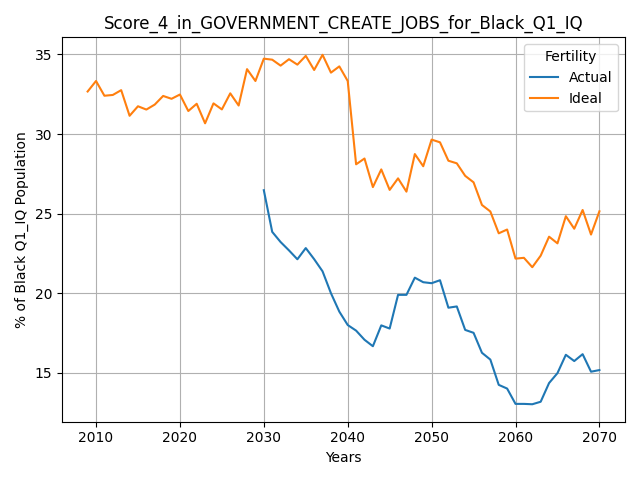 Score_4_in_GOVERNMENT_CREATE_JOBS_for_Black_Q1_IQ
Fertility
Actual
Ideal
% of Black Q1_IQ Population
35
30
25
20
15
2010 2020 2030 2040 2050 2060 2070
Years